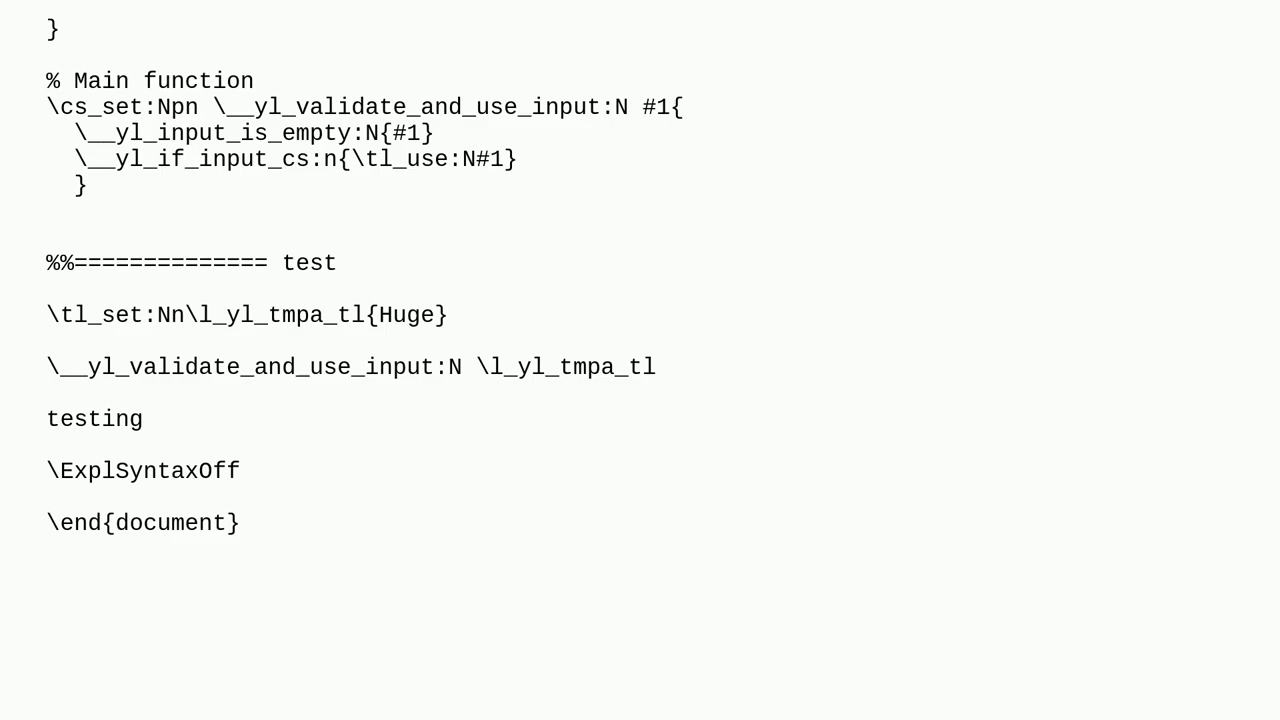 }
% Main function
\cs_set:Npn \__yl_validate_and_use_input:N #1{
  \__yl_input_is_empty:N{#1}
  \__yl_if_input_cs:n{\tl_use:N#1}
  }
%%============== test
\tl_set:Nn\l_yl_tmpa_tl{Huge}
\__yl_validate_and_use_input:N \l_yl_tmpa_tl
testing
\ExplSyntaxOff
\end{document}